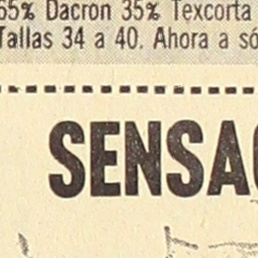 65% Dacron 35% Texcorta
Tallas 34 a 40. Ahora a só
SENSAC